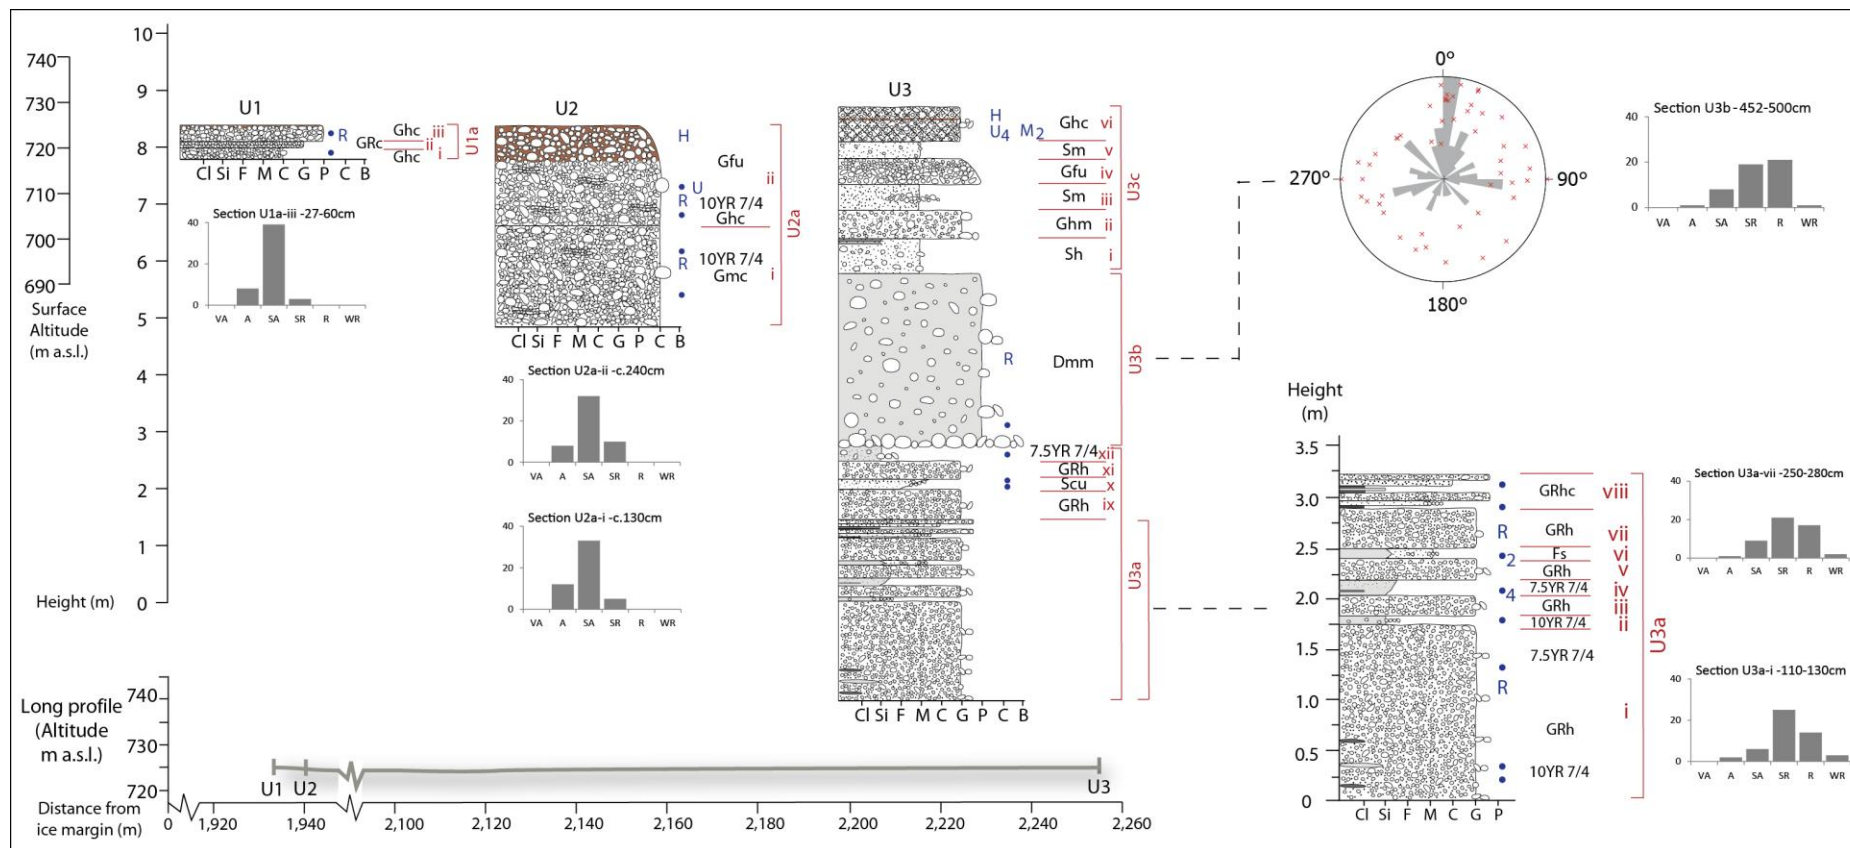 740
730
720
710
700
690
Surface
Altitude
(m a.s.l.)
Height (m)
10
9
8
7
6
5
4
3
2
1
0
U1
R
Ghc
iii
GRc
ii
Ghc
i
U1a
Cl Si F M C G P C B
Section U1a-iii -27-60cm
40
20
0
VA A SA SR R WR
U2
H
Gfu
ii
U
R
10YR 7/4
Ghc
10YR 7/4
R
Gmc
i
U2a
Cl Si F M C G P C B
Section U2a-ii -c.240cm
40
20
0
VA A SA SR R WR
Section U2a-i -c.130cm
40
20
0
VA A SA SR R WR
U3
H
U4 M2
Ghc vi
Sm v
Gfu iv
Sm iii
Ghm ii
Sh i
U3c
R
Dmm
U3b
7.5YR 7/4 xii
GRh xi
Scu x
GRh ix
U3a
Cl Si F M C G P C B
0°
90°
180°
270°
Section U3b -452-500cm
40
20
0
VA A SA SR R WR
Height
(m)
3.5
3.0
2.5
2.0
1.5
1.0
0.5
0
GRhc viii
R GRh vii
Fs vi
2
GRh v
7.5YR 7/4 iv
4
GRh iii
10YR 7/4 ii
7.5YR 7/4
R
i
GRh
10YR 7/4
U3a
Cl Si F M C G P
Section U3a-vii -250-280cm
40
20
0
VA A SA SR R WR
Section U3a-i -110-130cm
40
20
0
VA A SA SR R WR
Long profile
(Altitude
m a.s.l.)
740
730
720
U1 U2 U3
Distance from
ice margin (m)
0 1,920 1,940 2,100 2,120 2,140 2,160 2,180 2,200 2,220 2,240 2,260